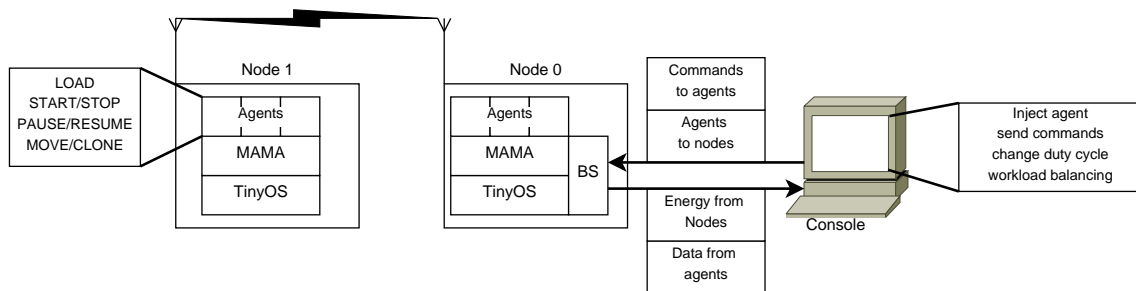 LOAD
START/STOP
PAUSE/RESUME
MOVE/CLONE
Node 1
Agents
MAMA
TinyOS
Node 0
Agents
MAMA
TinyOS
BS
Commands
to agents
Agents
to nodes
Energy from
Nodes
Data from
agents
Console
Inject agent
send commands
change duty cycle
workload balancing